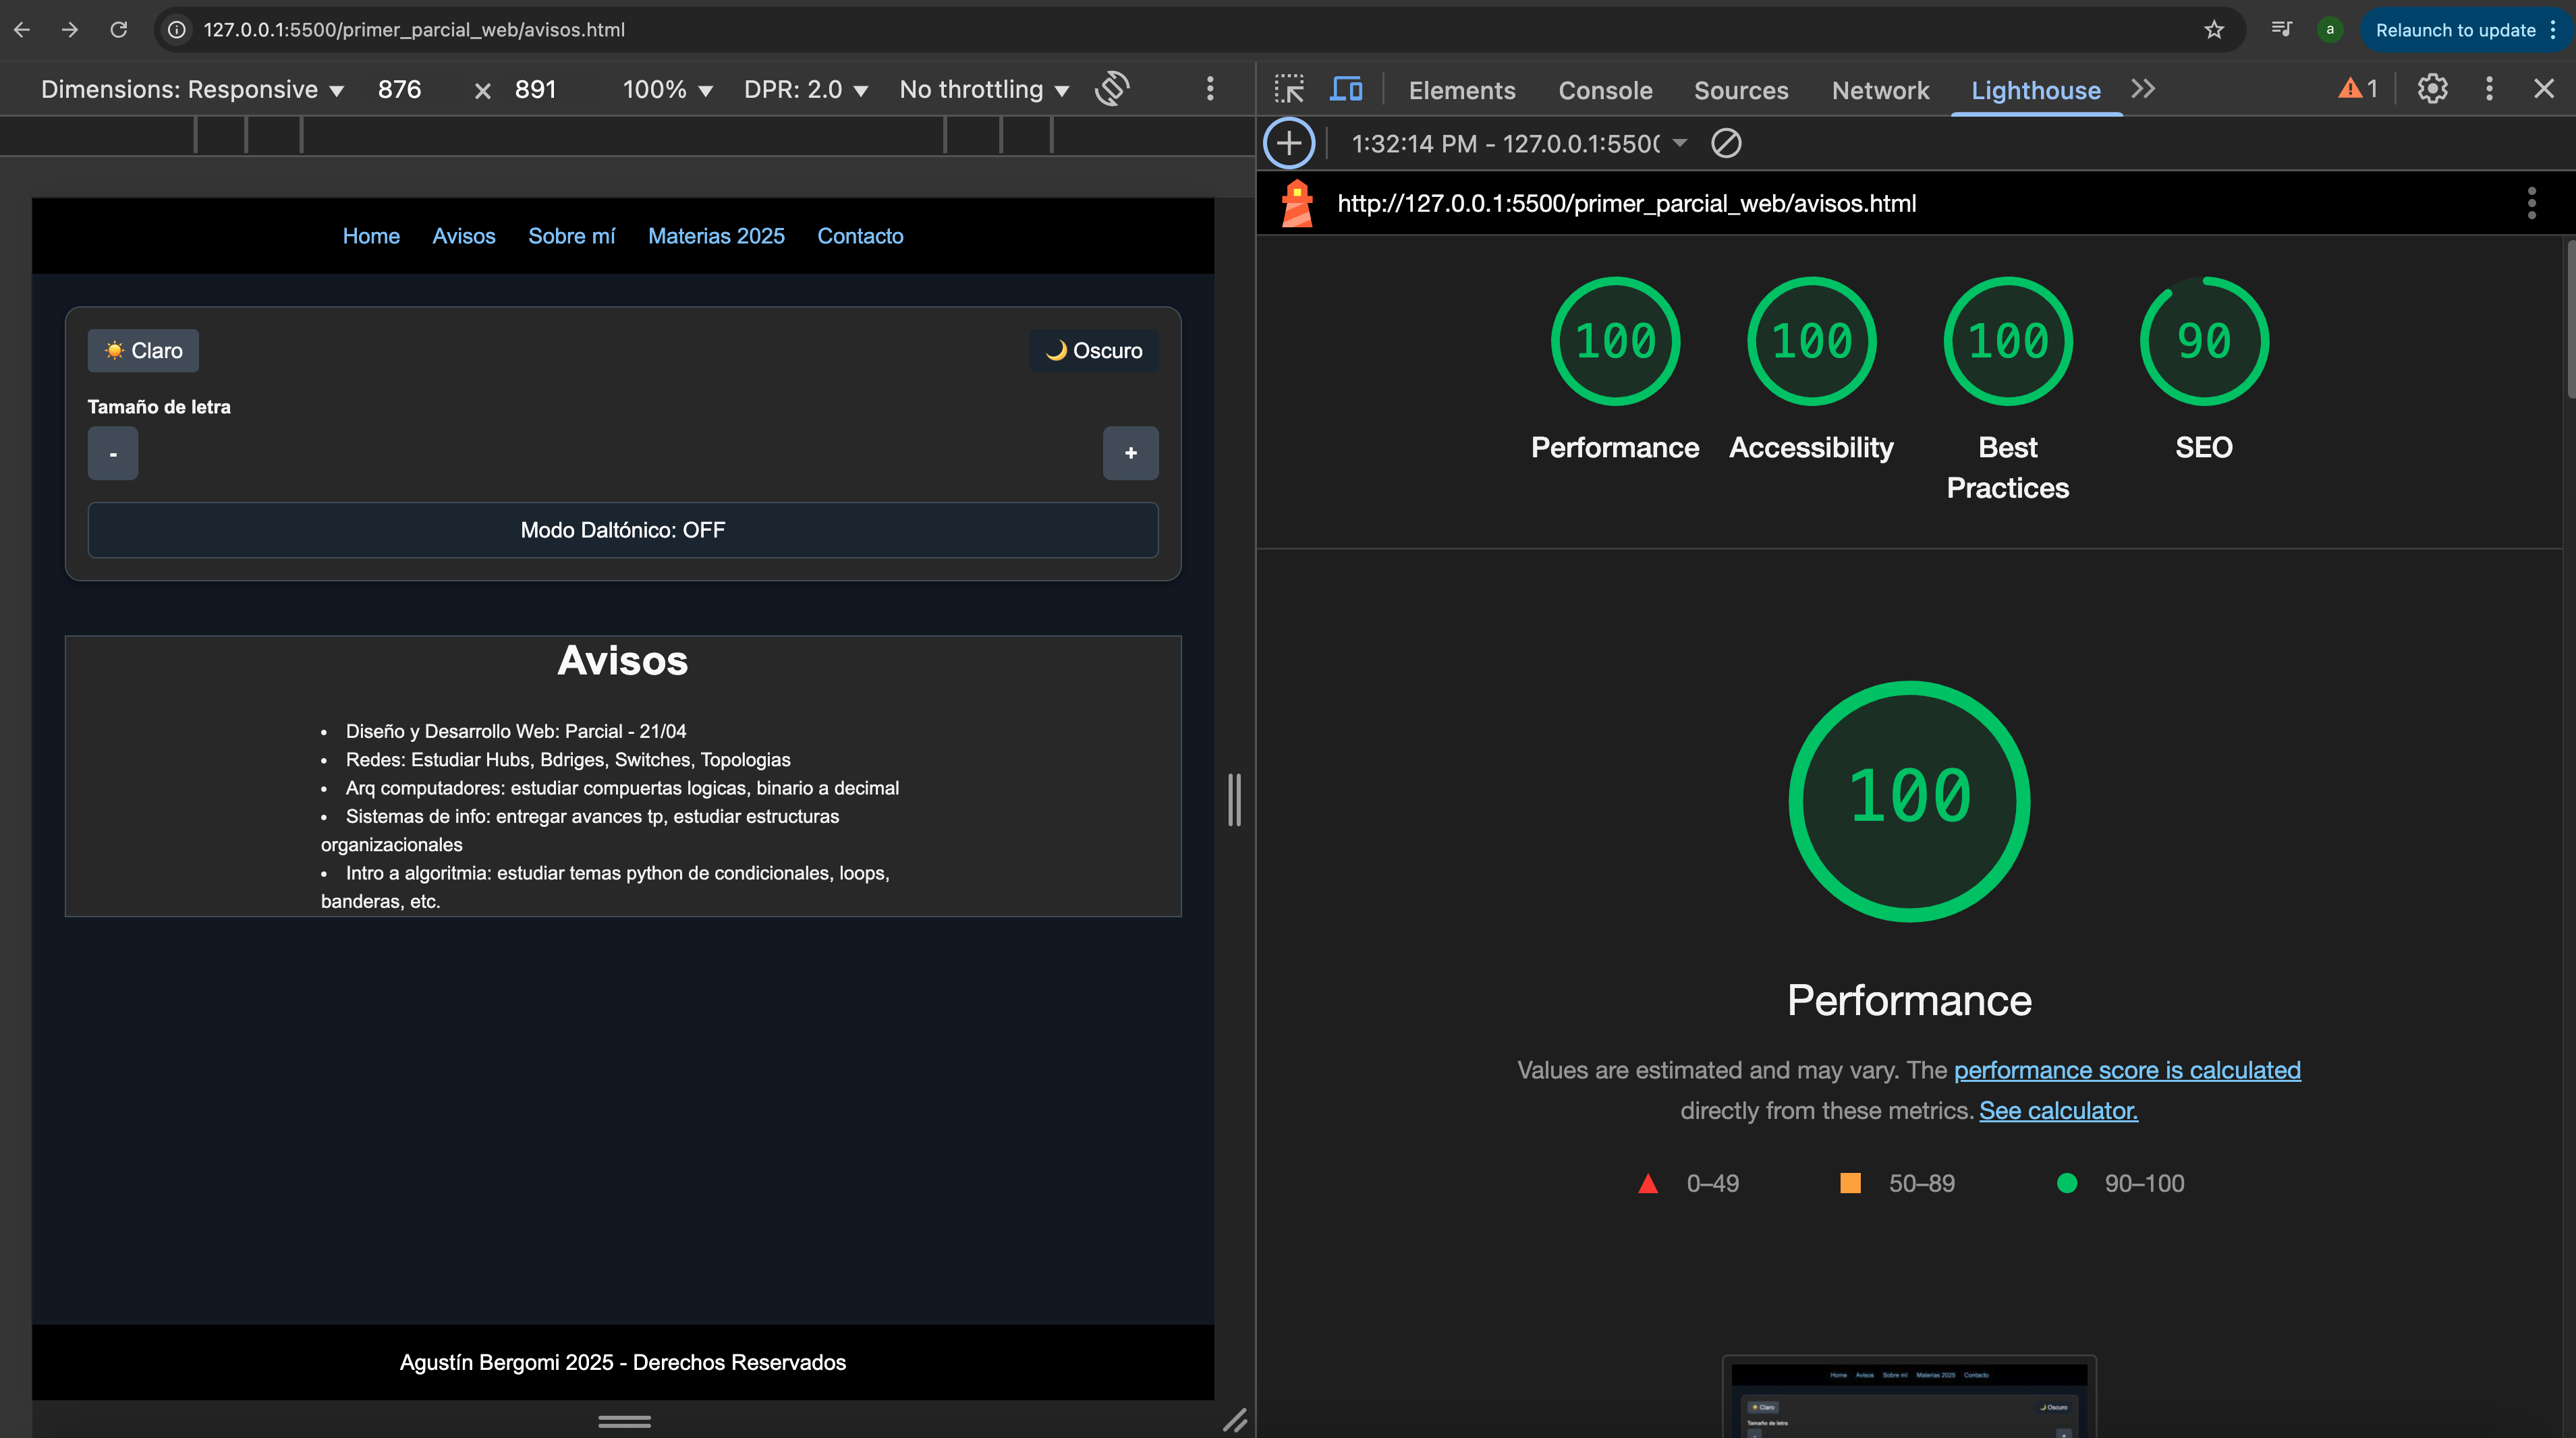 127.0.0.1:5500/primer_parcial_web/avisos.html
a
Relaunch to update
Dimensions: Responsive 876 × 891 100% DPR: 2.0 No throttling
Elements Console Sources Network Lighthouse 1
1:32:14 PM - 127.0.0.1:550
http://127.0.0.1:5500/primer_parcial_web/avisos.html
Home Avisos Sobre mí Materias 2025 Contacto
Claro
Oscuro
Tamaño de letra
- +
Modo Daltónico: OFF
Avisos
• Diseño y Desarrollo Web: Parcial - 21/04
• Redes: Estudiar Hubs, Bdriges, Switches, Topologias
• Arq computadores: estudiar compuertas logicas, binario a decimal
• Sistemas de info: entregar avances tp, estudiar estructuras
organizacionales
• Intro a algoritmia: estudiar temas python de condicionales, loops,
banderas, etc.
Agustín Bergomi 2025 - Derechos Reservados
100 100 100 90
Performance Accessibility Best SEO
Practices
100
Performance
Values are estimated and may vary. The performance score is calculated
directly from these metrics. See calculator.
0–49 50–89 90–100
Home Avisos Sobre mí Materias 2025 Contacto
Claro
Oscuro
Tamaño de letra